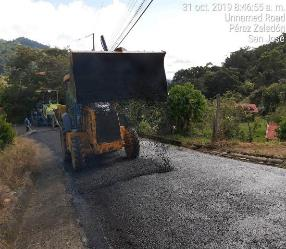 31 oct. 2019 8:46:55 a. m.
Unnamed Road
Pérez Zeledón
San José